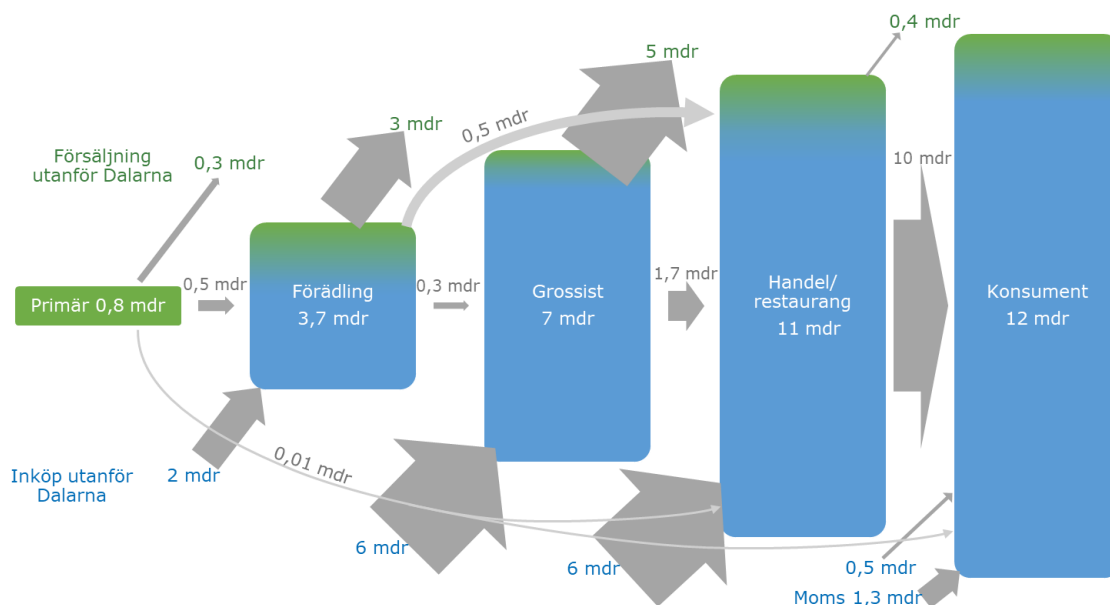 0,4 mdr
5 mdr
3 mdr
0,5 mdr
Försäljning
utanför Dalarna
0,3 mdr
10 mdr
Primär 0,8 mdr
0,5 mdr
Förädling
3,7 mdr
0,3 mdr
Grossist
7 mdr
1,7 mdr
Handel/
restaurang
11 mdr
Konsument
12 mdr
Inköp utanför
Dalarna
2 mdr
0,01 mdr
6 mdr
6 mdr
0,5 mdr
Moms 1,3 mdr